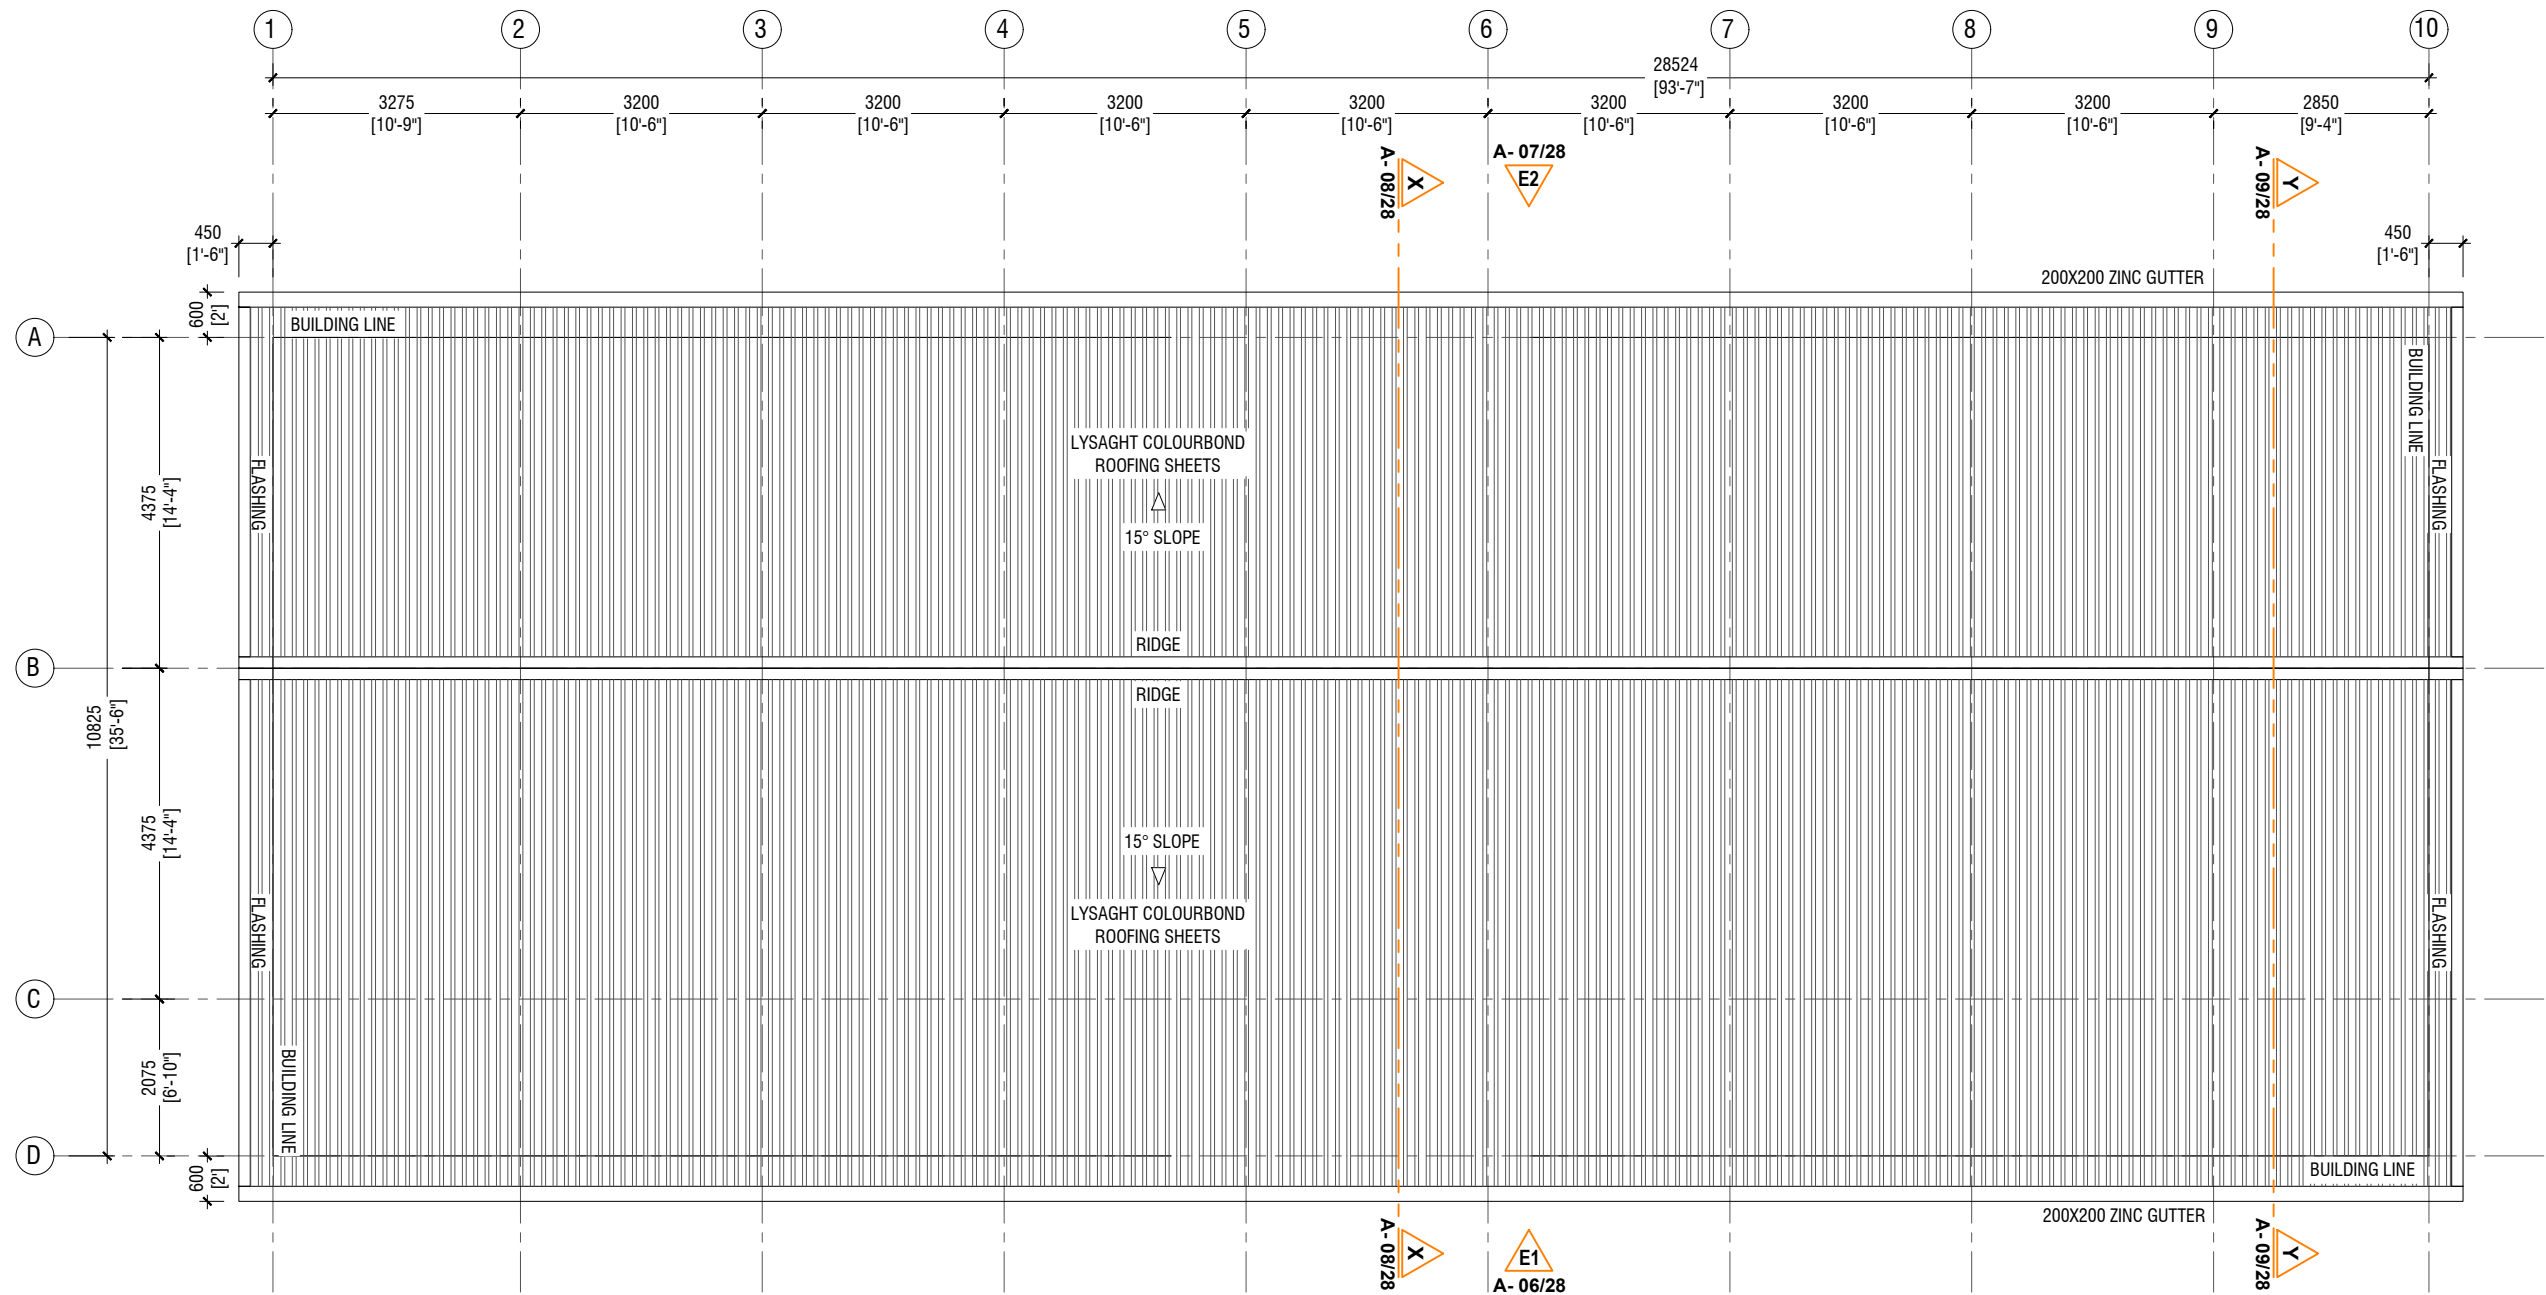 1 2 3 4 5 6 7 8 9 10
28524
[93'-7"]
3275 3200 3200 3200 3200 3200 3200 3200 2850
[10'-9"] [10'-6"] [10'-6"] [10'-6"] [10'-6"] [10'-6"] [10'-6"] [10'-6"] [9'-4"]
A- 08/28
X
A- 07/28
E2
A- 09/28
Y
450
[1'-6"]
450
[1'-6"]
200X200 ZINC GUTTER
600
[2']
A
BUILDING LINE
BUILDING LINE
LYSAGHT COLOURBOND
ROOFING SHEETS
15° SLOPE
FLASHING
FLASHING
4375
[14'-4"]
RIDGE
B
RIDGE
10825
[35'-6"]
4375
[14'-4"]
15° SLOPE
LYSAGHT COLOURBOND
ROOFING SHEETS
FLASHING
FLASHING
C
2075
[6'-10"]
BUILDING LINE
D
BUILDING LINE
600
[2']
200X200 ZINC GUTTER
A- 08/28
X
E1
A- 06/28
A- 09/28
Y